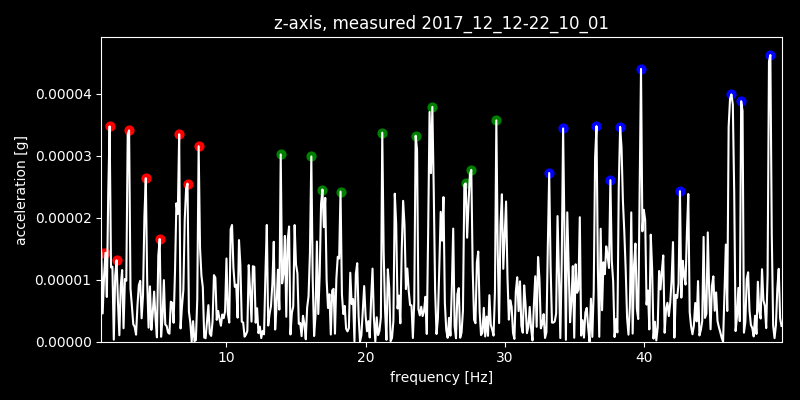 z-axis, measured 2017_12_12-22_10_01
0.00004
0.00003
0.00002
0.00001
0.00000
acceleration [g]
10 20 30 40
frequency [Hz]